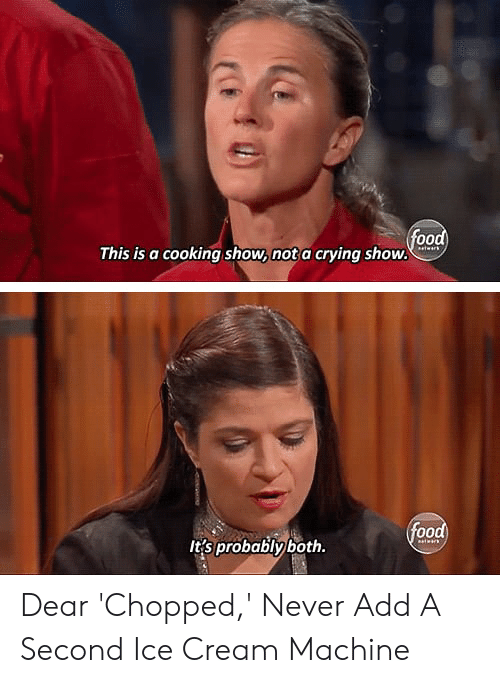 food
network
This is a cooking show, not a crying show.
food
network
It's probably both.
Dear 'Chopped,' Never Add A
Second Ice Cream Machine